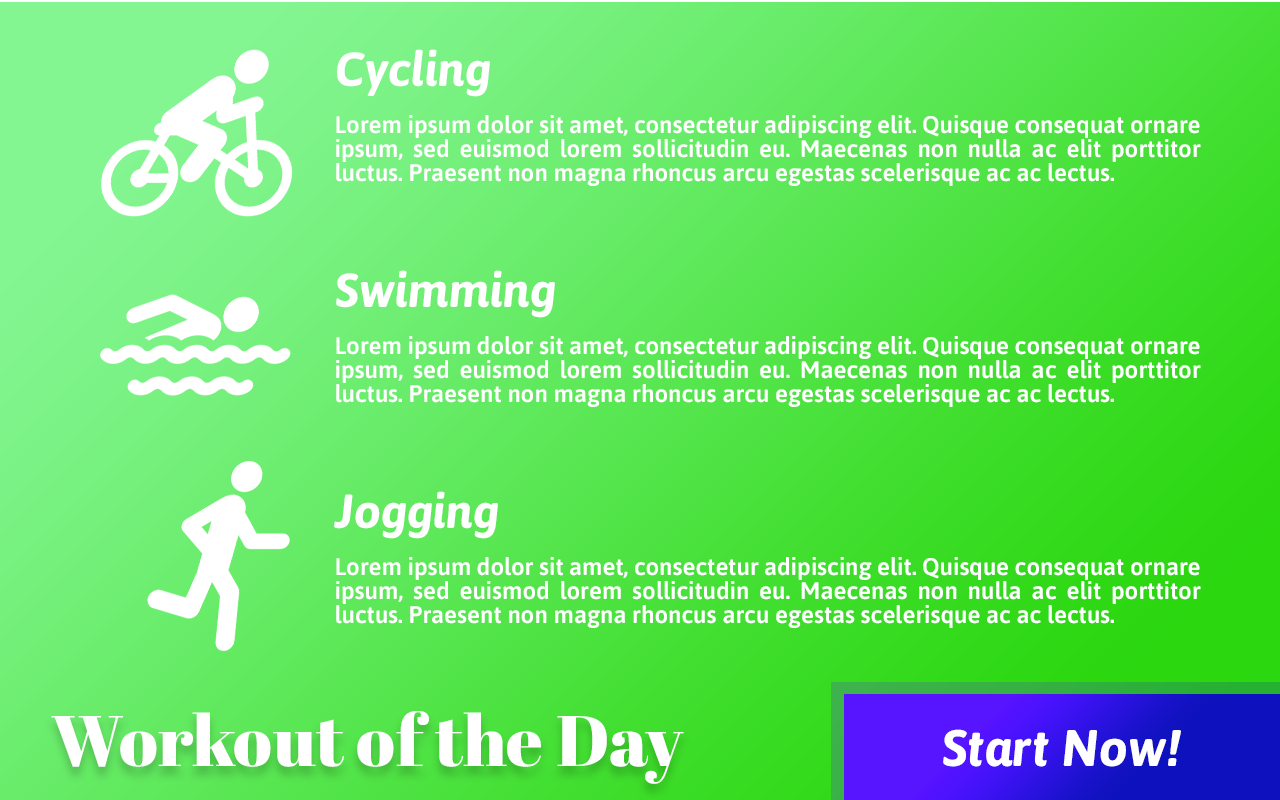 Cycling
Lorem ipsum dolor sit amet, consectetur adipiscing elit. Quisque consequat ornare
ipsum, sed euismod lorem sollicitudin eu. Maecenas non nulla ac elit porttitor
luctus. Praesent non magna rhoncus arcu egestas scelerisque ac ac lectus.
Swimming
Lorem ipsum dolor sit amet, consectetur adipiscing elit. Quisque consequat ornare
ipsum, sed euismod lorem sollicitudin eu. Maecenas non nulla ac elit porttitor
luctus. Praesent non magna rhoncus arcu egestas scelerisque ac ac lectus.
Jogging
Lorem ipsum dolor sit amet, consectetur adipiscing elit. Quisque consequat ornare
ipsum, sed euismod lorem sollicitudin eu. Maecenas non nulla ac elit porttitor
luctus. Praesent non magna rhoncus arcu egestas scelerisque ac ac lectus.
Workout of the Day
Start Now!